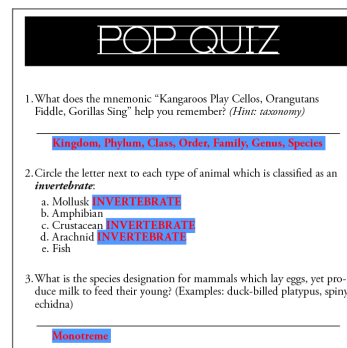 POP QUIZ
1. What does the mnemonic “Kangaroos Play Cellos, Orangutans
Fiddle, Gorillas Sing” help you remember? (Hint: taxonomy)
Kingdom, Phylum, Class, Order, Family, Genus, Species
2. Circle the letter next to each type of animal which is classified as an
invertebrate:
a. Mollusk INVERTEBRATE
b. Amphibian
c. Crustacean INVERTEBRATE
d. Arachnid INVERTEBRATE
e. Fish
3. What is the species designation for mammals which lay eggs, yet pro-
duce milk to feed their young? (Examples: duck-billed platypus, spiny
echidna)
Monotreme